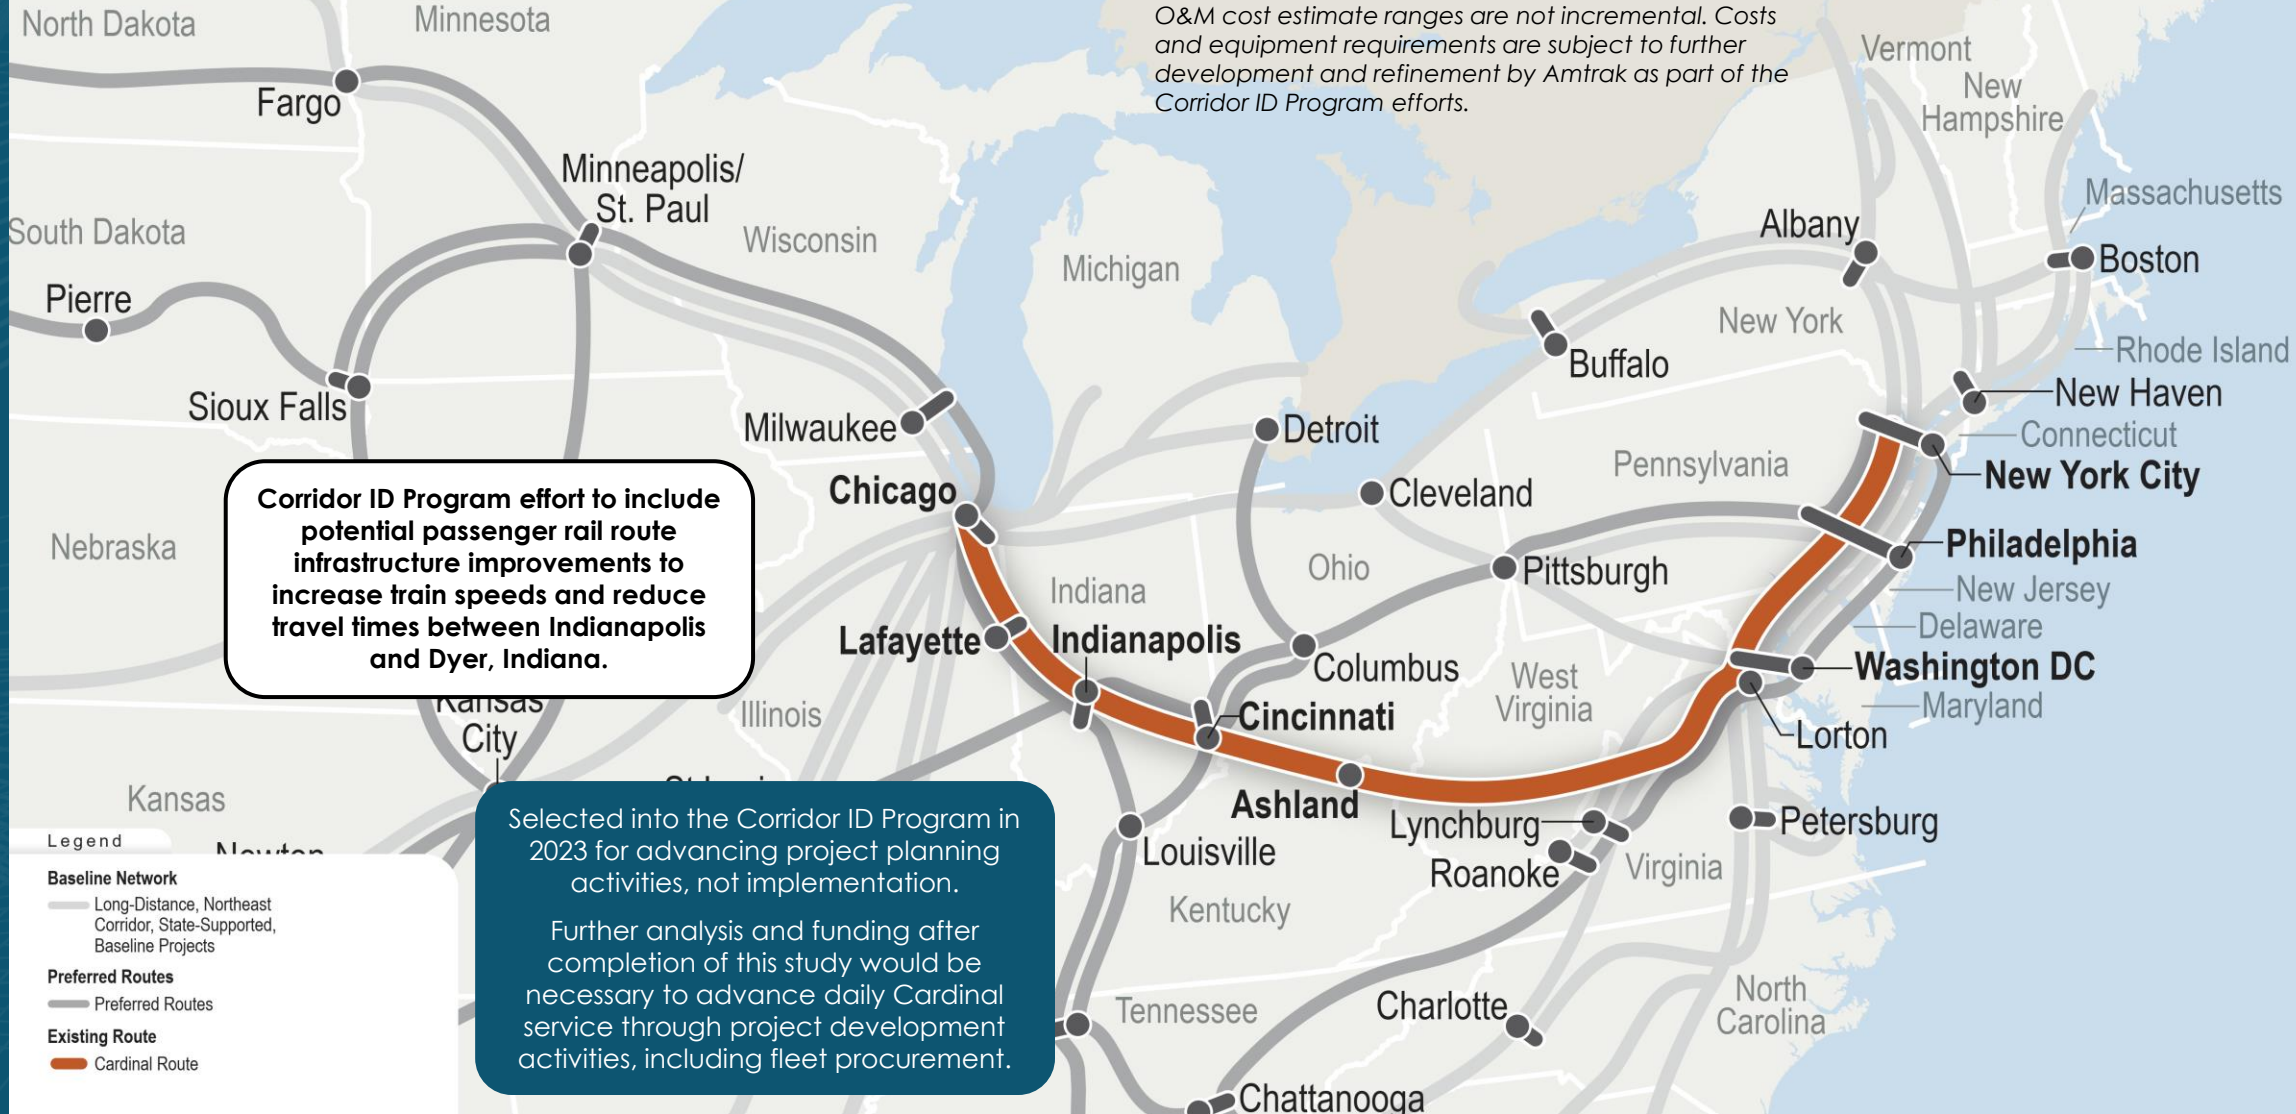 O&M cost estimate ranges are not incremental. Costs
and equipment requirements are subject to further
development and refinement by Amtrak as part of the
Corridor ID Program efforts.
North Dakota
Minnesota
Vermont
New
Hampshire
Fargo
Minneapolis/
St. Paul
Massachusetts
South Dakota
Wisconsin
Michigan
Albany
Boston
Pierre
New York
Rhode Island
Buffalo
New Haven
Sioux Falls
Milwaukee
Detroit
Connecticut
Pennsylvania
New York City
Chicago
Cleveland
Corridor ID Program effort to include
potential passenger rail route
infrastructure improvements to
increase train speeds and reduce
travel times between Indianapolis
and Dyer, Indiana.
Nebraska
Philadelphia
Ohio
Pittsburgh
Indiana
New Jersey
Delaware
Lafayette
Indianapolis
Columbus
Washington DC
West
Virginia
Maryland
Kansas
City
Illinois
Cincinnati
Lorton
Kansas
Ashland
Lynchburg
Petersburg
Louisville
Roanoke
Virginia
Kentucky
Selected into the Corridor ID Program in
2023 for advancing project planning
activities, not implementation.
Further analysis and funding after
completion of this study would be
necessary to advance daily Cardinal
service through project development
activities, including fleet procurement.
Tennessee
Charlotte
North
Carolina
Chattanooga
Legend
Baseline Network
Long-Distance, Northeast
Corridor, State-Supported,
Baseline Projects
Preferred Routes
Preferred Routes
Existing Route
Cardinal Route